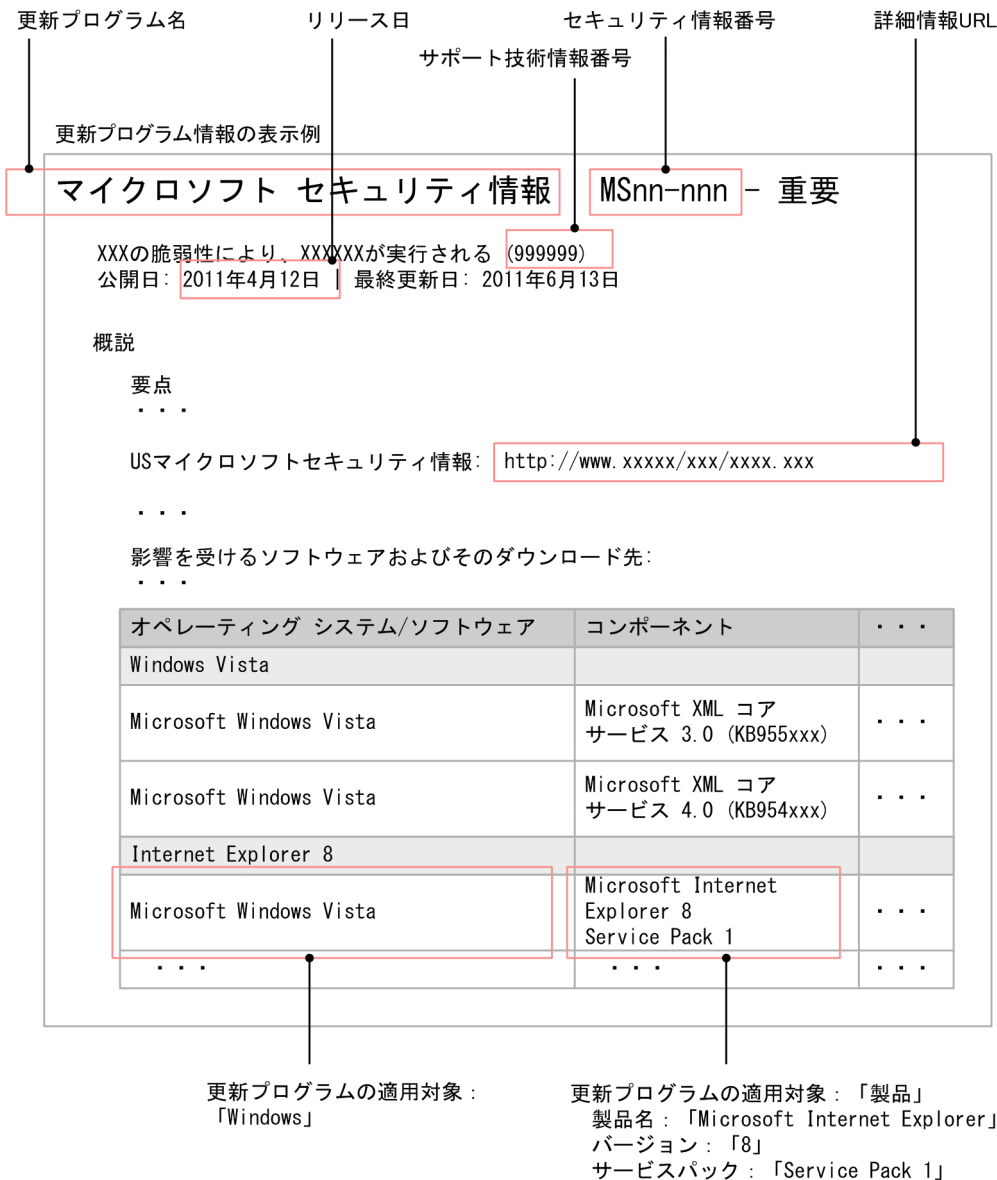 更新プログラム名 リリース日 セキュリティ情報番号 詳細情報URL
サポート技術情報番号
更新プログラム情報の表示例
マイクロソフト セキュリティ情報 MSnn-nnn - 重要
XXXの脆弱性により、XXXXXXが実行される (999999)
公開日: 2011年4月12日 | 最終更新日: 2011年6月13日
概説
要点
・・・
USマイクロソフトセキュリティ情報: http://www.xxxxx/xxx/xxxx.xxx
・・・
影響を受けるソフトウェアおよびそのダウンロード先:
・・・
オペレーティング システム/ソフトウェア コンポーネント ・・・
Windows Vista
Microsoft Windows Vista Microsoft XML コア
サービス 3.0 (KB955xxx) ・・・
Microsoft Windows Vista Microsoft XML コア
サービス 4.0 (KB954xxx) ・・・
Internet Explorer 8
Microsoft Windows Vista Microsoft Internet
Explorer 8
Service Pack 1 ・・・
・・・ ・・・ ・・・
更新プログラムの適用対象：
「Windows」
更新プログラムの適用対象：「製品」
製品名：「Microsoft Internet Explorer」
バージョン：「8」
サービスパック：「Service Pack 1」